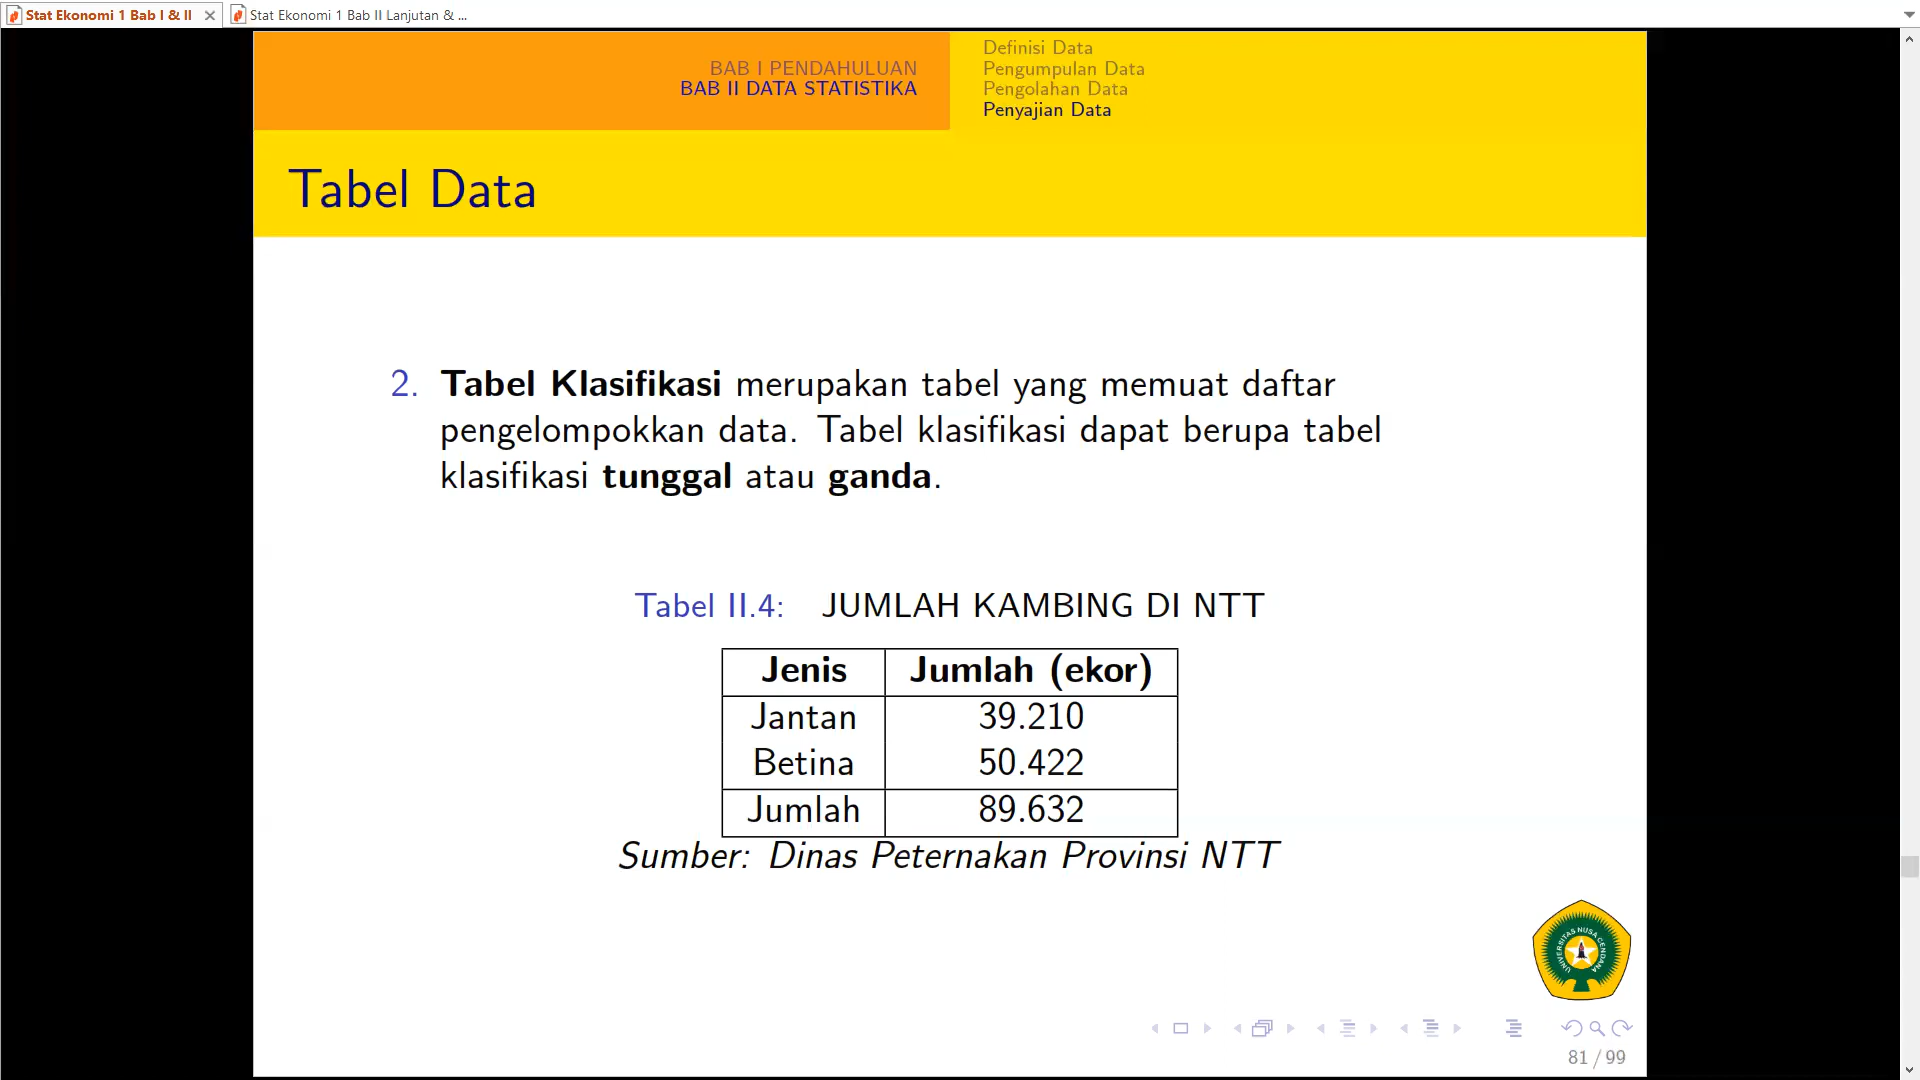 Stat Ekonomi 1 Bab I & II
Stat Ekonomi 1 Bab II Lanjutan & ...
BAB I PENDAHULUAN
BAB II DATA STATISTIKA
Definisi Data
Pengumpulan Data
Pengolahan Data
Penyajian Data
Tabel Data
2. Tabel Klasifikasi merupakan tabel yang memuat daftar
pengelompokkan data. Tabel klasifikasi dapat berupa tabel
klasifikasi tunggal atau ganda.
Tabel II.4: JUMLAH KAMBING DI NTT
Jenis Jumlah (ekor)
Jantan 39.210
Betina 50.422
Jumlah 89.632
Sumber: Dinas Peternakan Provinsi NTT
UNIVERSITAS NUSA CENDANA
81 / 99